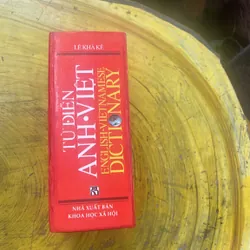 LÊ KHẢ KẾ
TỪ ĐIỂN
ANH-VIỆT
ENGLISH-VIETNAMESE
DICTIONARY
NHÀ XUẤT BẢN
KHOA HỌC XÃ HỘI